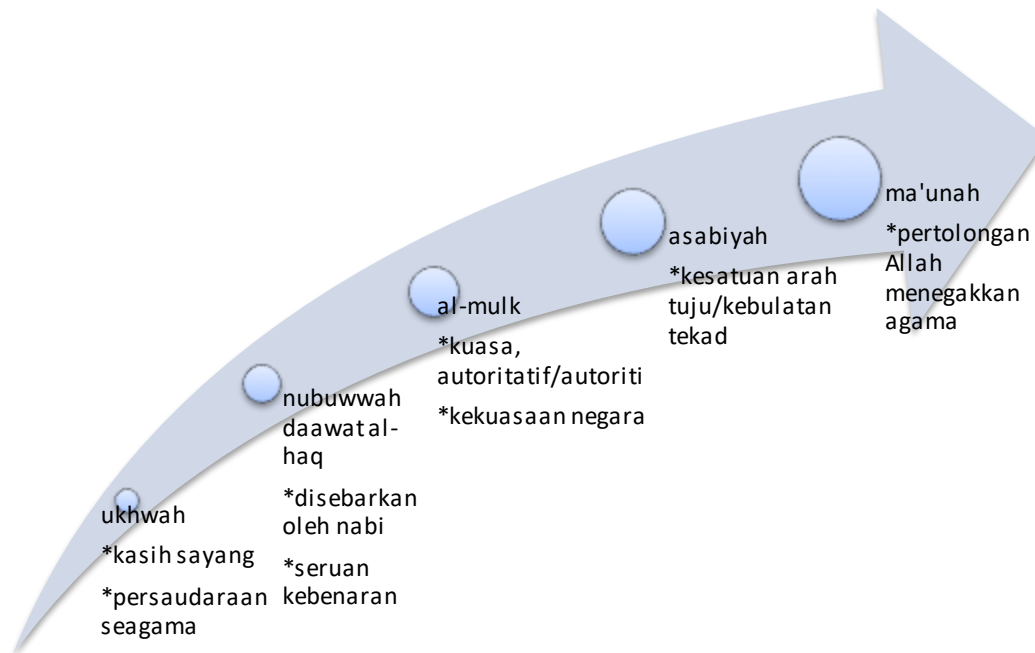 ukhwah
*kasih sayang
*persaudaraan
seagama
nubuwwah
daawat al-
haq
*disebarkan
oleh nabi
*seruan
kebenaran
al-mulk
*kuasa,
autoritatif/autoriti
*kekuasaan negara
asabiyah
*kesatuan arah
tuju/kebulatan
tekad
ma'unah
*pertolongan
Allah
menegakkan
agama